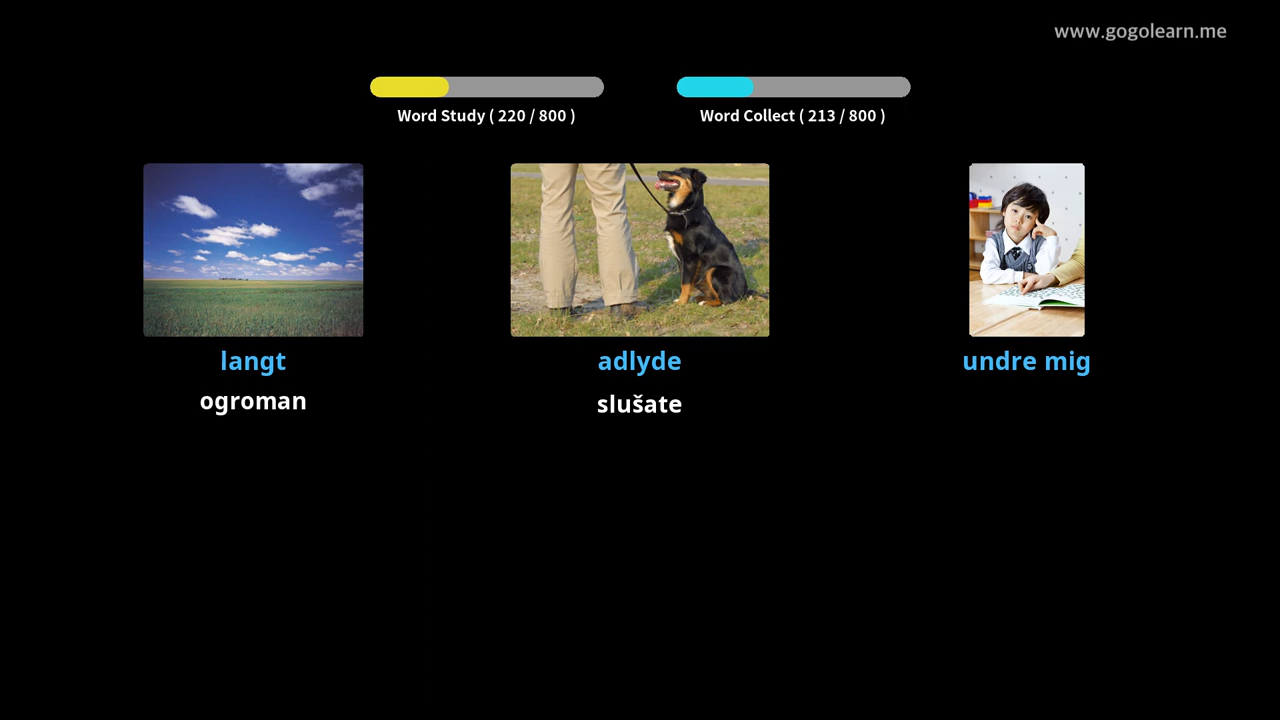 www.gogolearn.me
Word Study ( 220 / 800 )
Word Collect ( 213 / 800 )
langt
adlyde
undre mig
ogroman
slušate